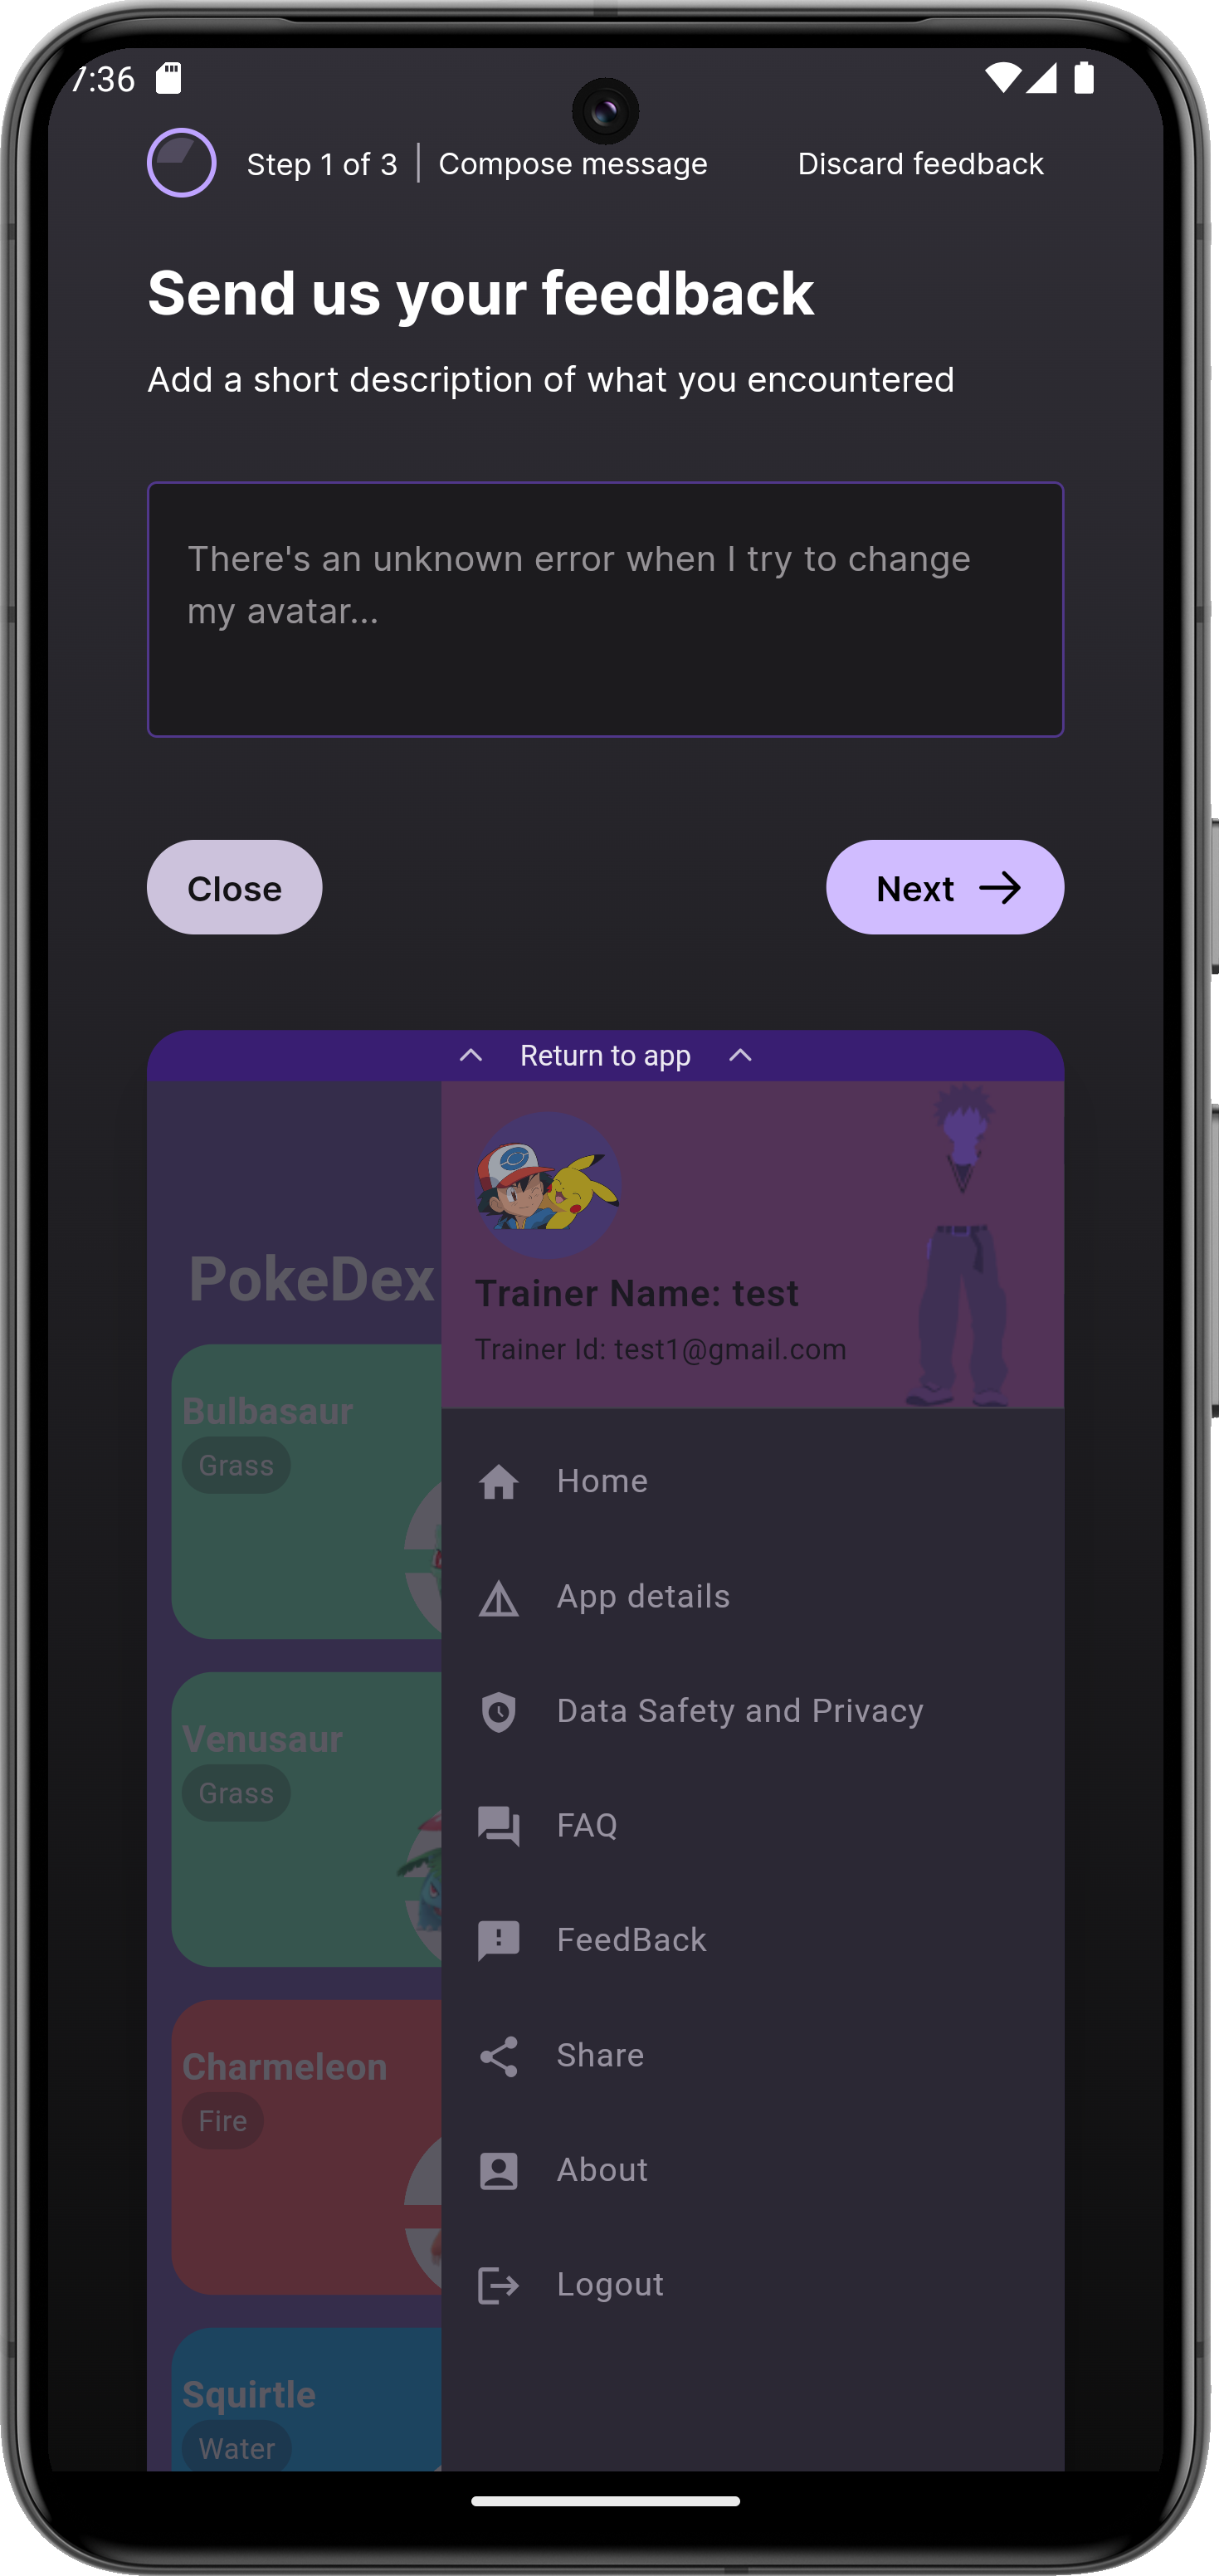 7:36
Step 1 of 3 | Compose message Discard feedback
Send us your feedback
Add a short description of what you encountered
There's an unknown error when I try to change
my avatar...
Close
Next
Return to app
PokeDex
Bulbasaur
Grass
Venusaur
Grass
Charmeleon
Fire
Squirtle
Water
Trainer Name: test
Trainer Id: test1@gmail.com
Home
App details
Data Safety and Privacy
FAQ
FeedBack
Share
About
Logout